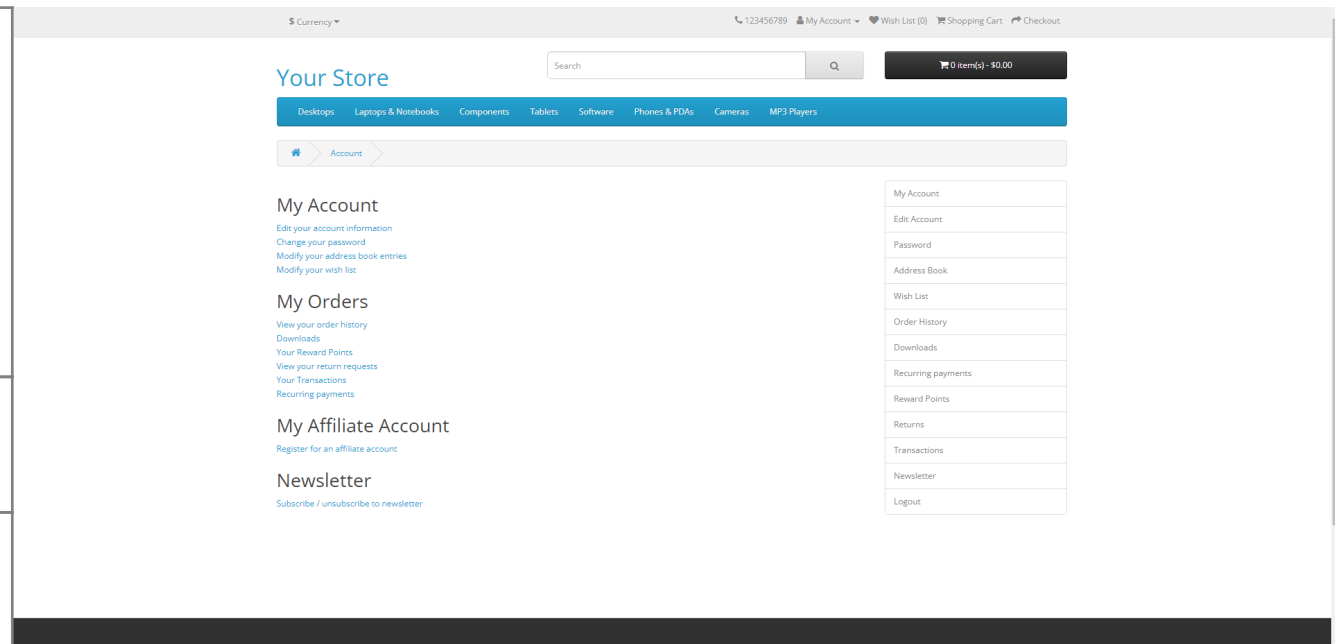 $ Currency
123456789 My Account Wish List (0) Shopping Cart Checkout
Your Store
Search
0 item(s) - $0.00
Desktops Laptops & Notebooks Components Tablets Software Phones & PDAs Cameras MP3 Players
Account
My Account
Edit your account information
Change your password
Modify your address book entries
Modify your wish list
My Orders
View your order history
Downloads
Your Reward Points
View your return requests
Your Transactions
Recurring payments
My Affiliate Account
Register for an affiliate account
Newsletter
Subscribe / unsubscribe to newsletter
My Account
Edit Account
Password
Address Book
Wish List
Order History
Downloads
Recurring payments
Reward Points
Returns
Transactions
Newsletter
Logout